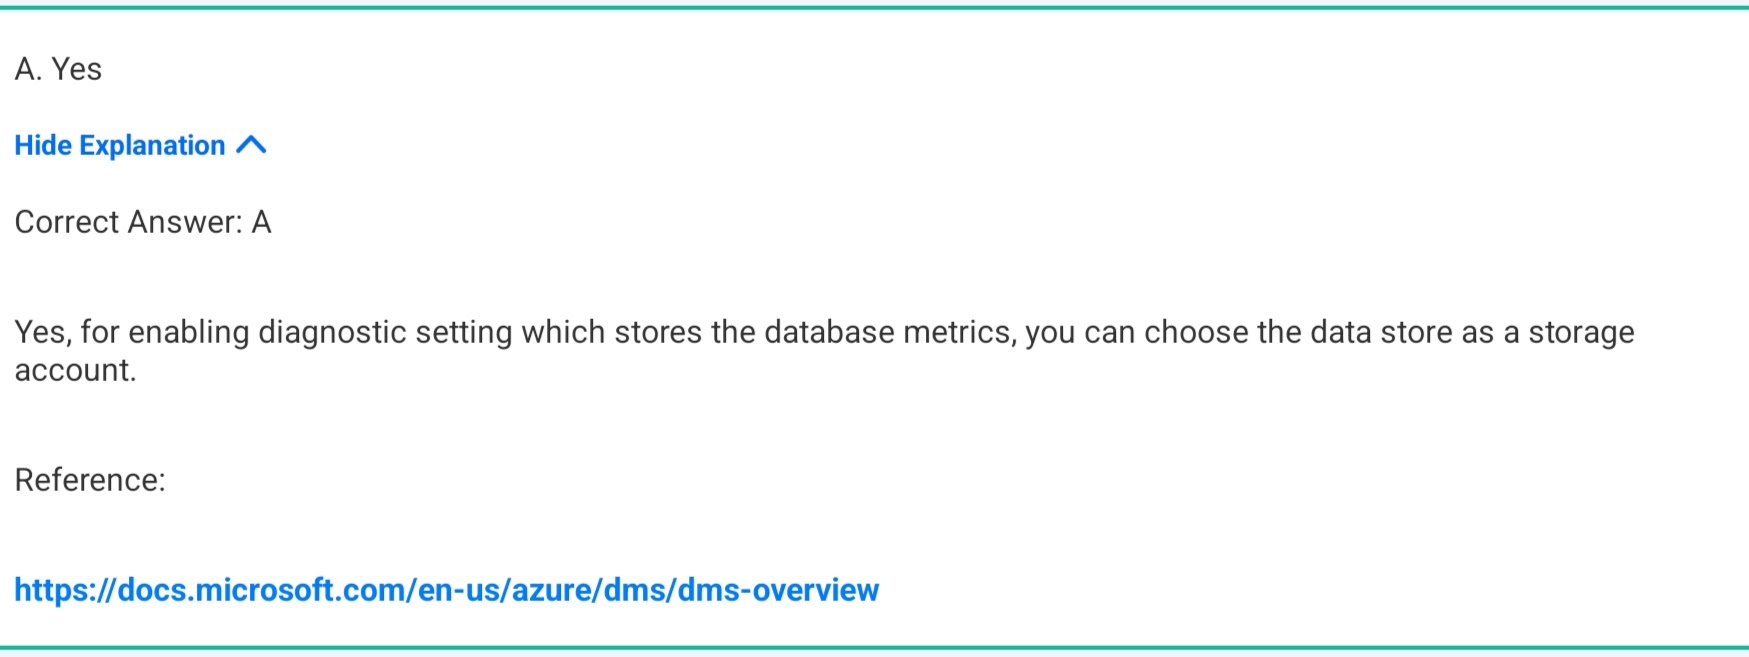 A. Yes
Hide Explanation
Correct Answer: A
Yes, for enabling diagnostic setting which stores the database metrics, you can choose the data store as a storage
account.
Reference:
https://docs.microsoft.com/en-us/azure/dms/dms-overview